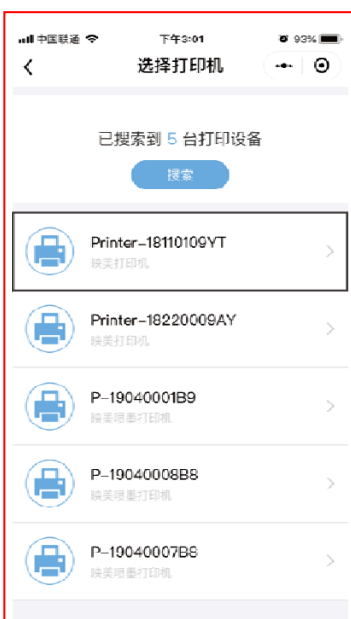 中国联通 下午3:01 93%
选择打印机
已搜索到 5 台打印设备
搜索
Printer-18110109YT
映美打印机
Printer-18220009AY
映美打印机
P-19040001B9
映美喷墨打印机
P-19040008B8
映美喷墨打印机
P-19040007B8
映美喷墨打印机